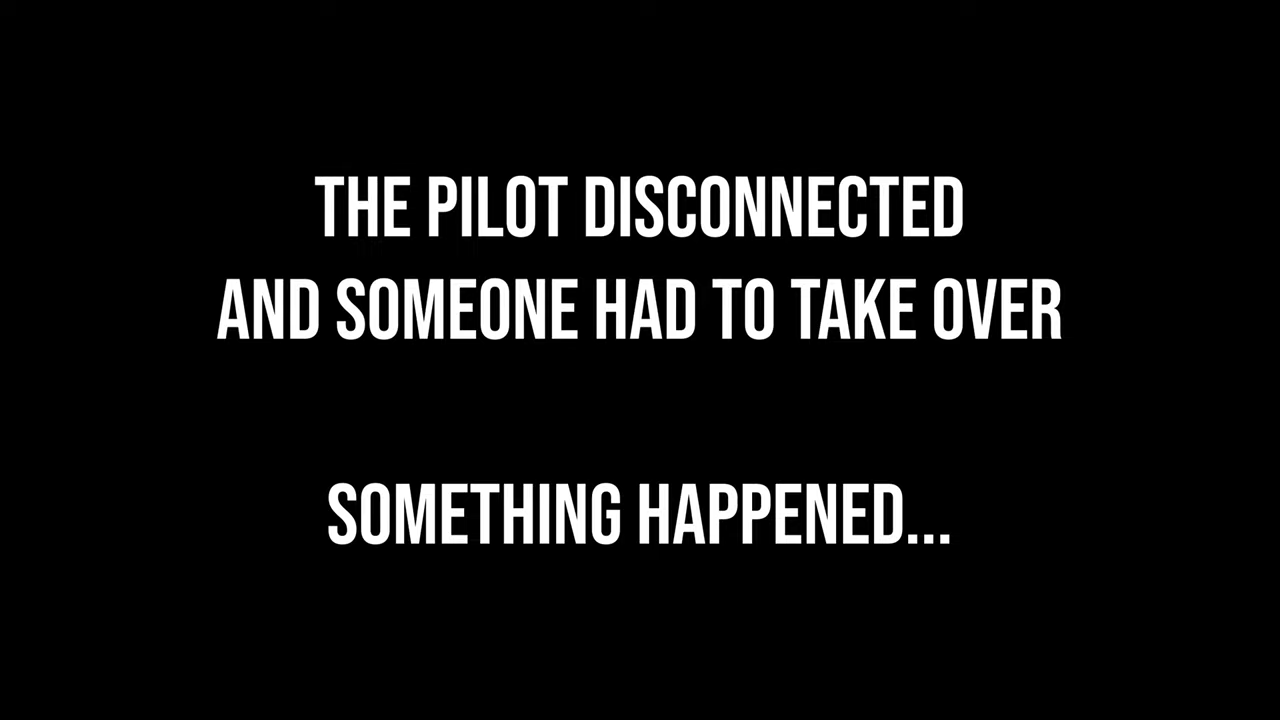 THE PILOT DISCONNECTED
AND SOMEONE HAD TO TAKE OVER
SOMETHING HAPPENED...